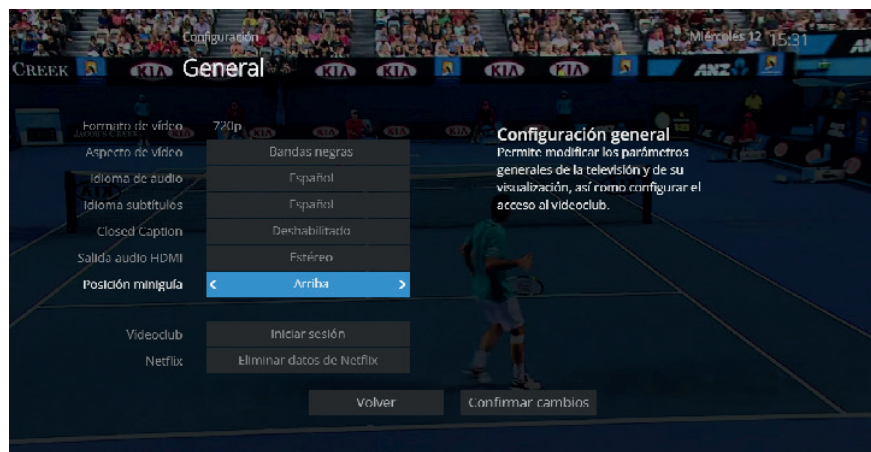 Configuración
Miércoles 12 15:31
General
CREEK
KIA
KIA
KIA
KIA
KIA
ANZ
Formato de vídeo 720p
Configuración general
Aspecto de vídeo Bandas negras
Permite modificar los parámetros
Idioma de audio Español
generales de la televisión y de su
visualización, así como configurar el
Idioma subtítulos Español
acceso al videoclub.
Closed Caption Deshabilitado
Salida audio HDMI Estéreo
Posición miniguía < Arriba >
Videoclub Iniciar sesión
Netflix Eliminar datos de Netflix
Volver Confirmar cambios